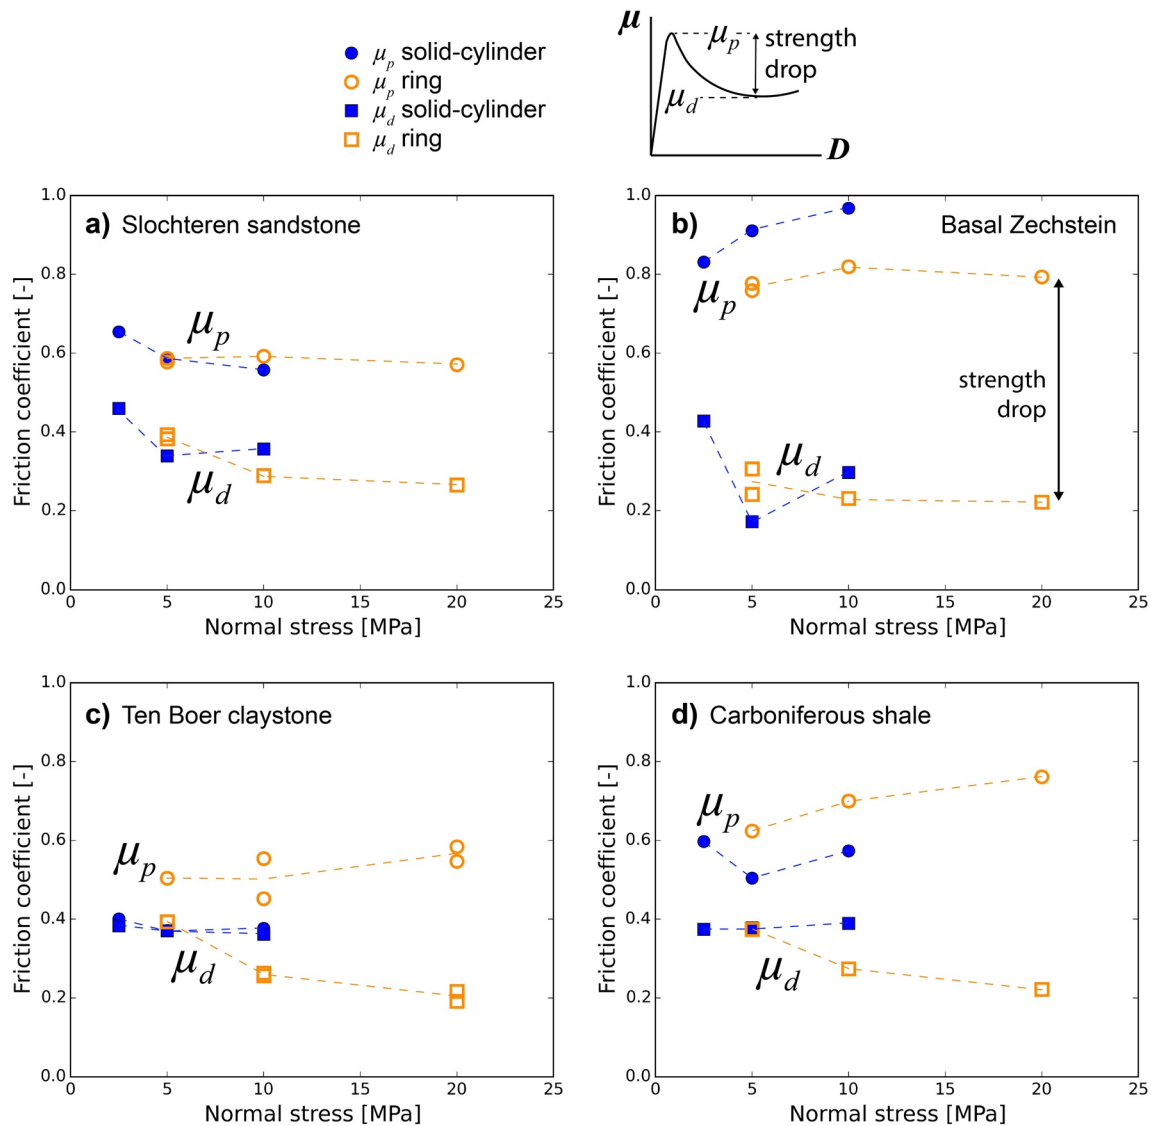 μp solid-cylinder
μp ring
μd solid-cylinder
μd ring
μ
μp
strength
drop
μd
D
a) Slochteren sandstone
1.0
0.8
0.6
0.4
0.2
0.0
Friction coefficient [-]
μp
μd
0 5 10 15 20 25
Normal stress [MPa]
b) Basal Zechstein
1.0
0.8
0.6
0.4
0.2
0.0
Friction coefficient [-]
μp
strength
drop
μd
0 5 10 15 20 25
Normal stress [MPa]
c) Ten Boer claystone
1.0
0.8
0.6
0.4
0.2
0.0
Friction coefficient [-]
μp
μd
0 5 10 15 20 25
Normal stress [MPa]
d) Carboniferous shale
1.0
0.8
0.6
0.4
0.2
0.0
Friction coefficient [-]
μp
μd
0 5 10 15 20 25
Normal stress [MPa]